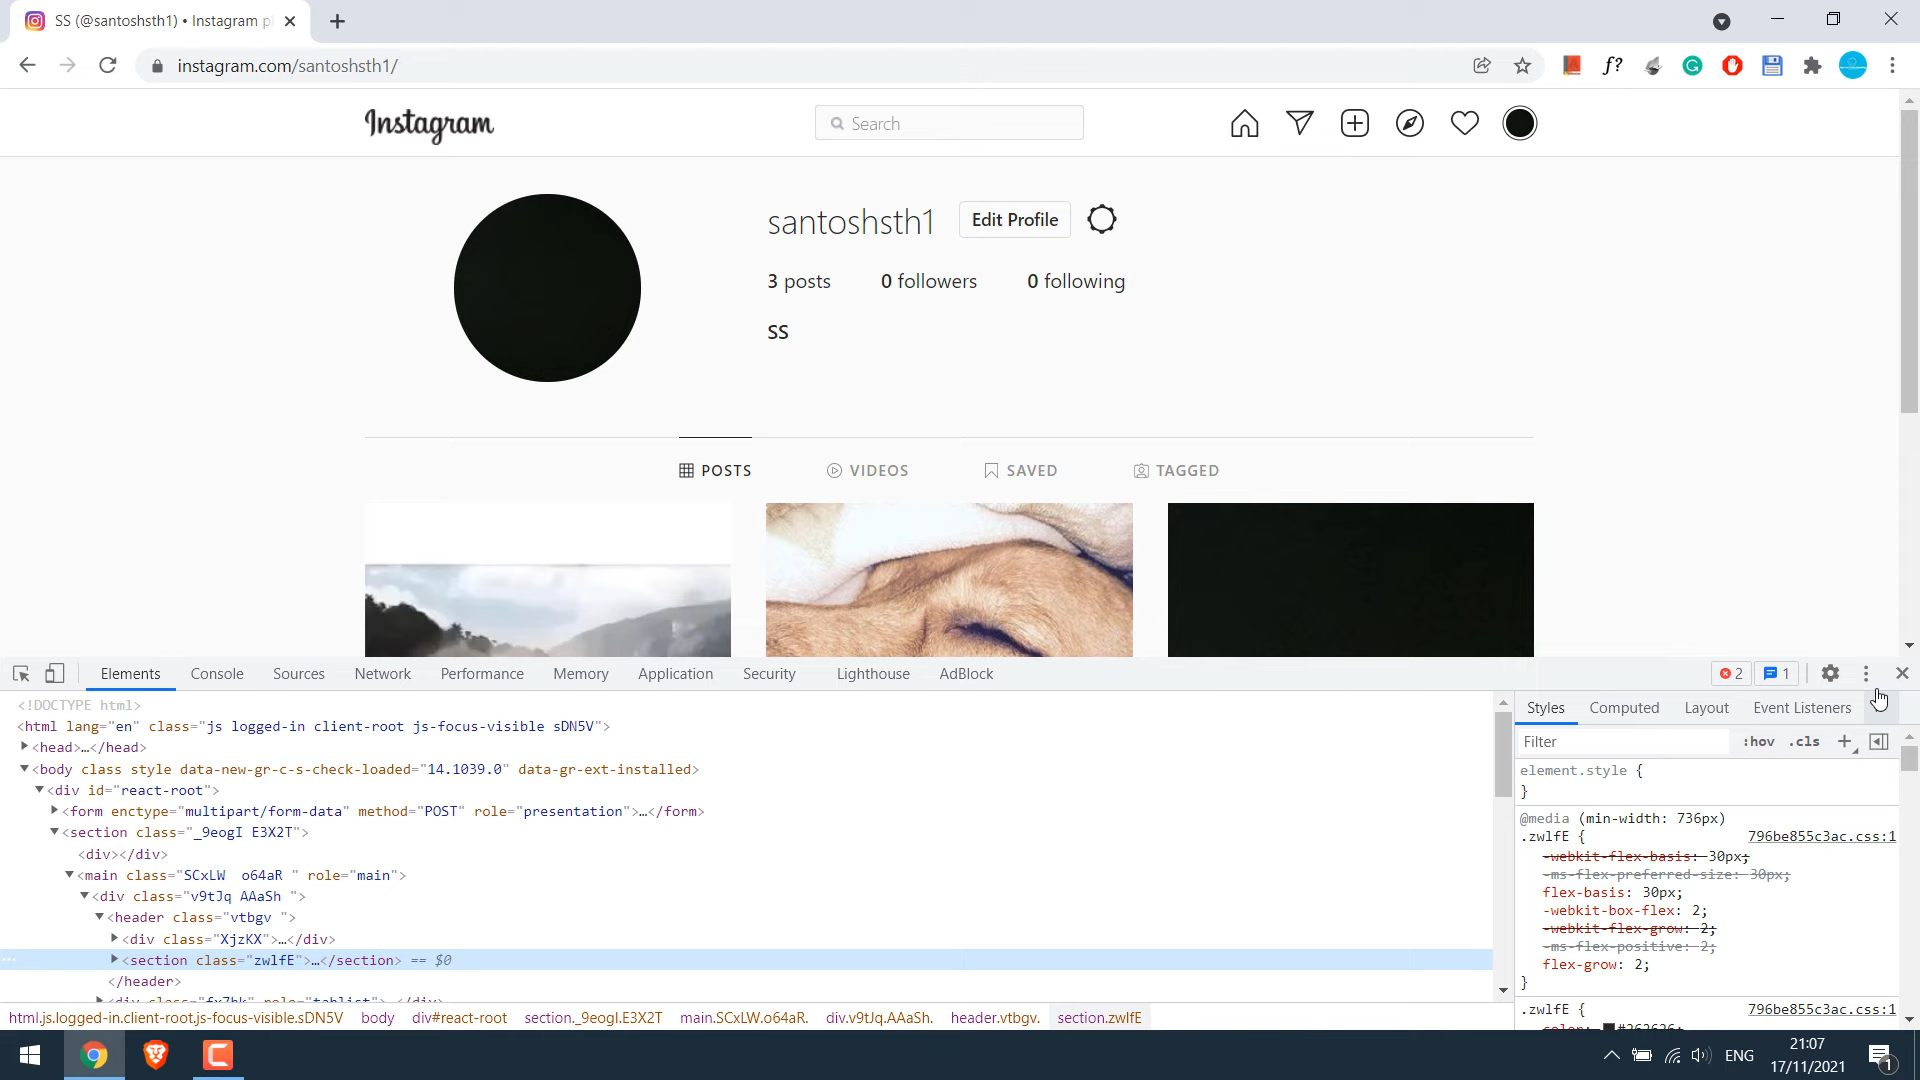 SS (@santoshsth1) • Instagram p
instagram.com/santoshsth1/
f?
Instagram
Search
santoshsth1
Edit Profile
3 posts
0 followers
0 following
SS
POSTS
VIDEOS
SAVED
TAGGED
Elements
Console
Sources
Network
Performance
Memory
Application
Security
Lighthouse
AdBlock
2
1
<!DOCTYPE html>
<html lang="en" class="js logged-in client-root js-focus-visible sDN5V">
<head>…</head>
<body class style data-new-gr-c-s-check-loaded="14.1039.0" data-gr-ext-installed>
<div id="react-root">
<form enctype="multipart/form-data" method="POST" role="presentation">…</form>
<section class="_9eogI E3X2T">
<div></div>
<main class="SCxLW  o64aR " role="main">
<div class="v9tJq AAaSh ">
<header class="vtbgv ">
<div class="XjzKX">…</div>
<section class="zwlfE">…</section> == $0
</header>
<div class="fx7hk" role="tablist">…</div>
html.js.logged-in.client-root.js-focus-visible.sDN5V
body
div#react-root
section._9eogI.E3X2T
main.SCxLW.o64aR.
div.v9tJq.AAaSh.
header.vtbgv.
section.zwlfE
Styles
Computed
Layout
Event Listeners
Filter
:hov
.cls
element.style {
}
@media (min-width: 736px)
.zwlfE {
796be855c3ac.css:1
-webkit-flex-basis: 30px;
-ms-flex-preferred-size: 30px;
flex-basis: 30px;
-webkit-box-flex: 2;
-webkit-flex-grow: 2;
-ms-flex-positive: 2;
flex-grow: 2;
}
.zwlfE {
796be855c3ac.css:1
color: #262626;
ENG
21:07
17/11/2021
1